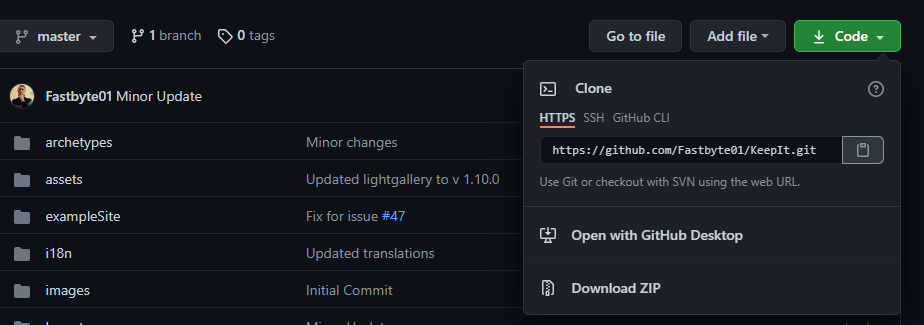 master
1 branch
0 tags
Go to file
Add file
Code
Fastbyte01 Minor Update
archetypes Minor changes
assets Updated lightgallery to v 1.10.0
exampleSite Fix for issue #47
i18n Updated translations
images Initial Commit
Clone
HTTPS SSH GitHub CLI
https://github.com/Fastbyte01/KeepIt.git
Use Git or checkout with SVN using the web URL.
Open with GitHub Desktop
Download ZIP